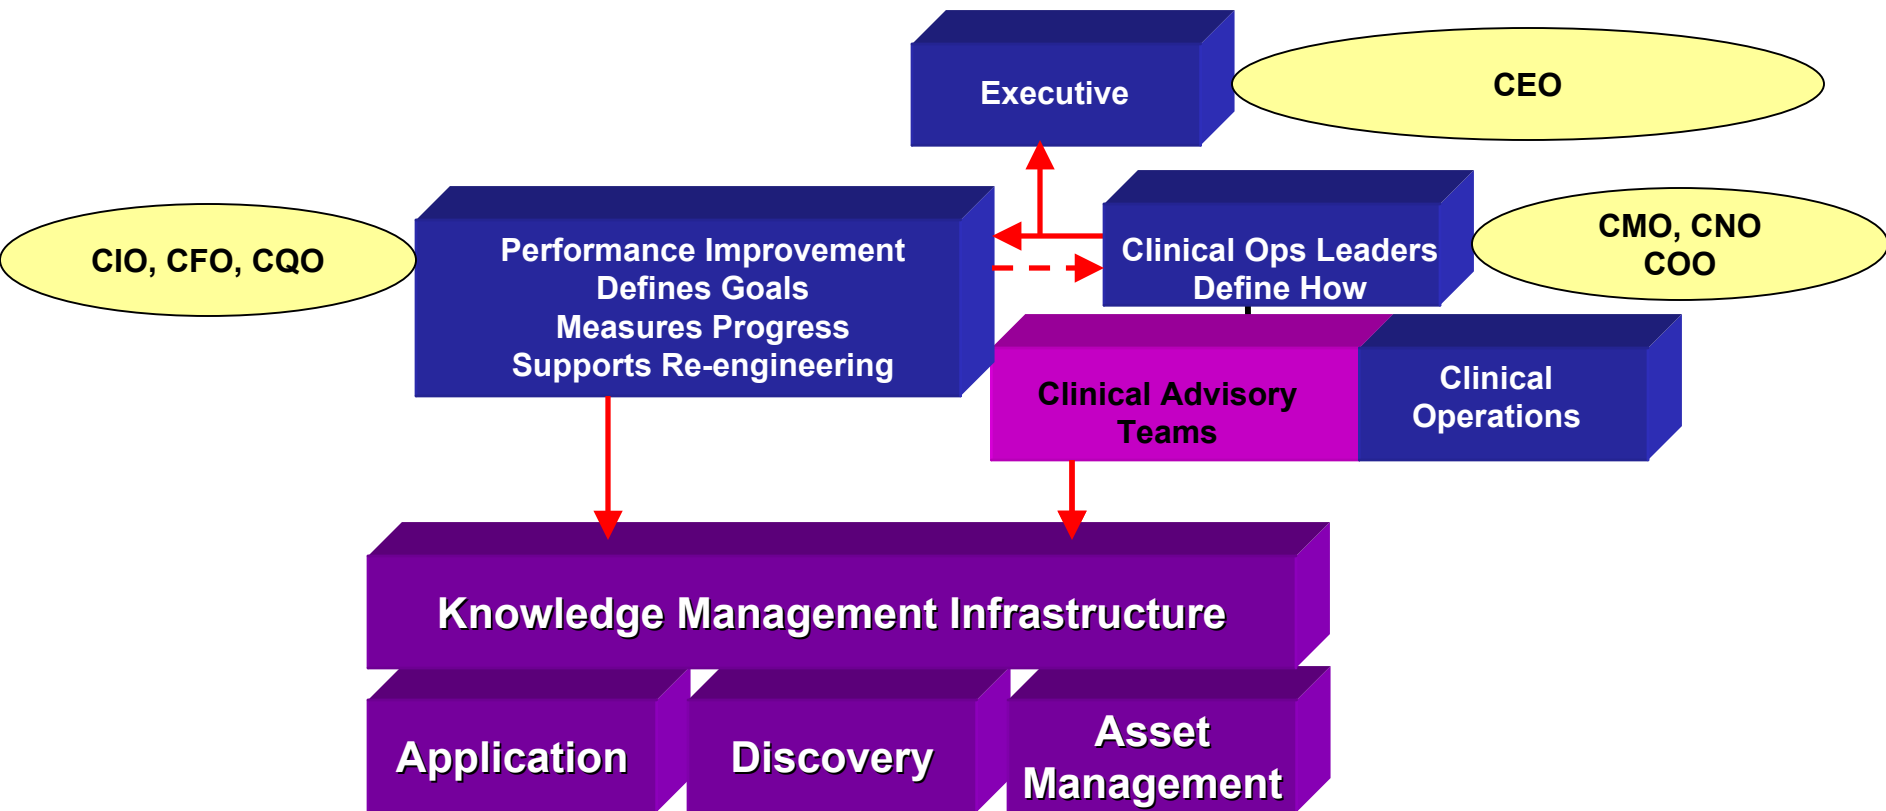 Executive
CEO
CIO, CFO, CQO
Performance Improvement
Defines Goals
Measures Progress
Supports Re-engineering
Clinical Ops Leaders
Define How
CMO, CNO
COO
Clinical Advisory
Teams
Clinical
Operations
Knowledge Management Infrastructure
Application
Discovery
Asset
Management